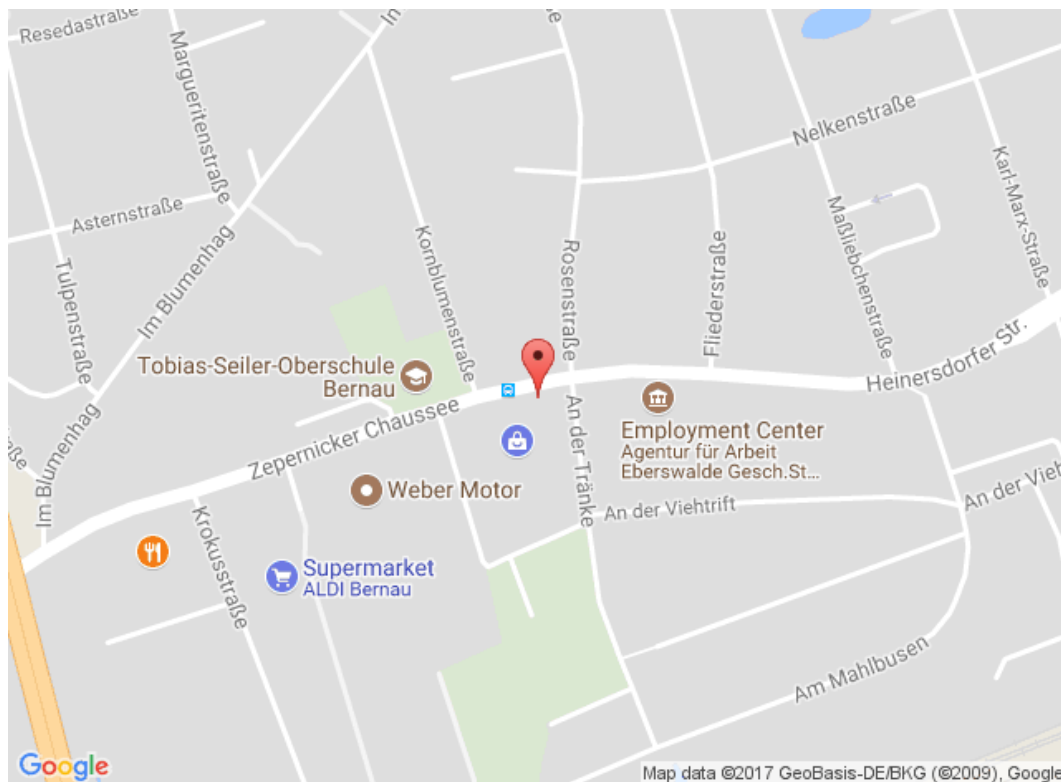 Resedastraße
Margueritenstraße
In
Nelkenstraße
Karl-Marx-Straße
Asternstraße
Im Blumenhag
Kornblumenstraße
Rosenstraße
Fliederstraße
Maßliebchenstraße
Tulpenstraße
Heinersdorfer Str.
Tobias-Seiler-Oberschule
Bernau
Zepernicker Chaussee
An der Tränke
Employment Center
Agentur für Arbeit
Eberswalde Gesch.St...
Im Blumenhag
Weber Motor
An der Viehtrift
An der Vieh
Krokusstraße
Supermarket
ALDI Bernau
Am Mahlbusen
Google
Map data ©2017 GeoBasis-DE/BKG (©2009), Google